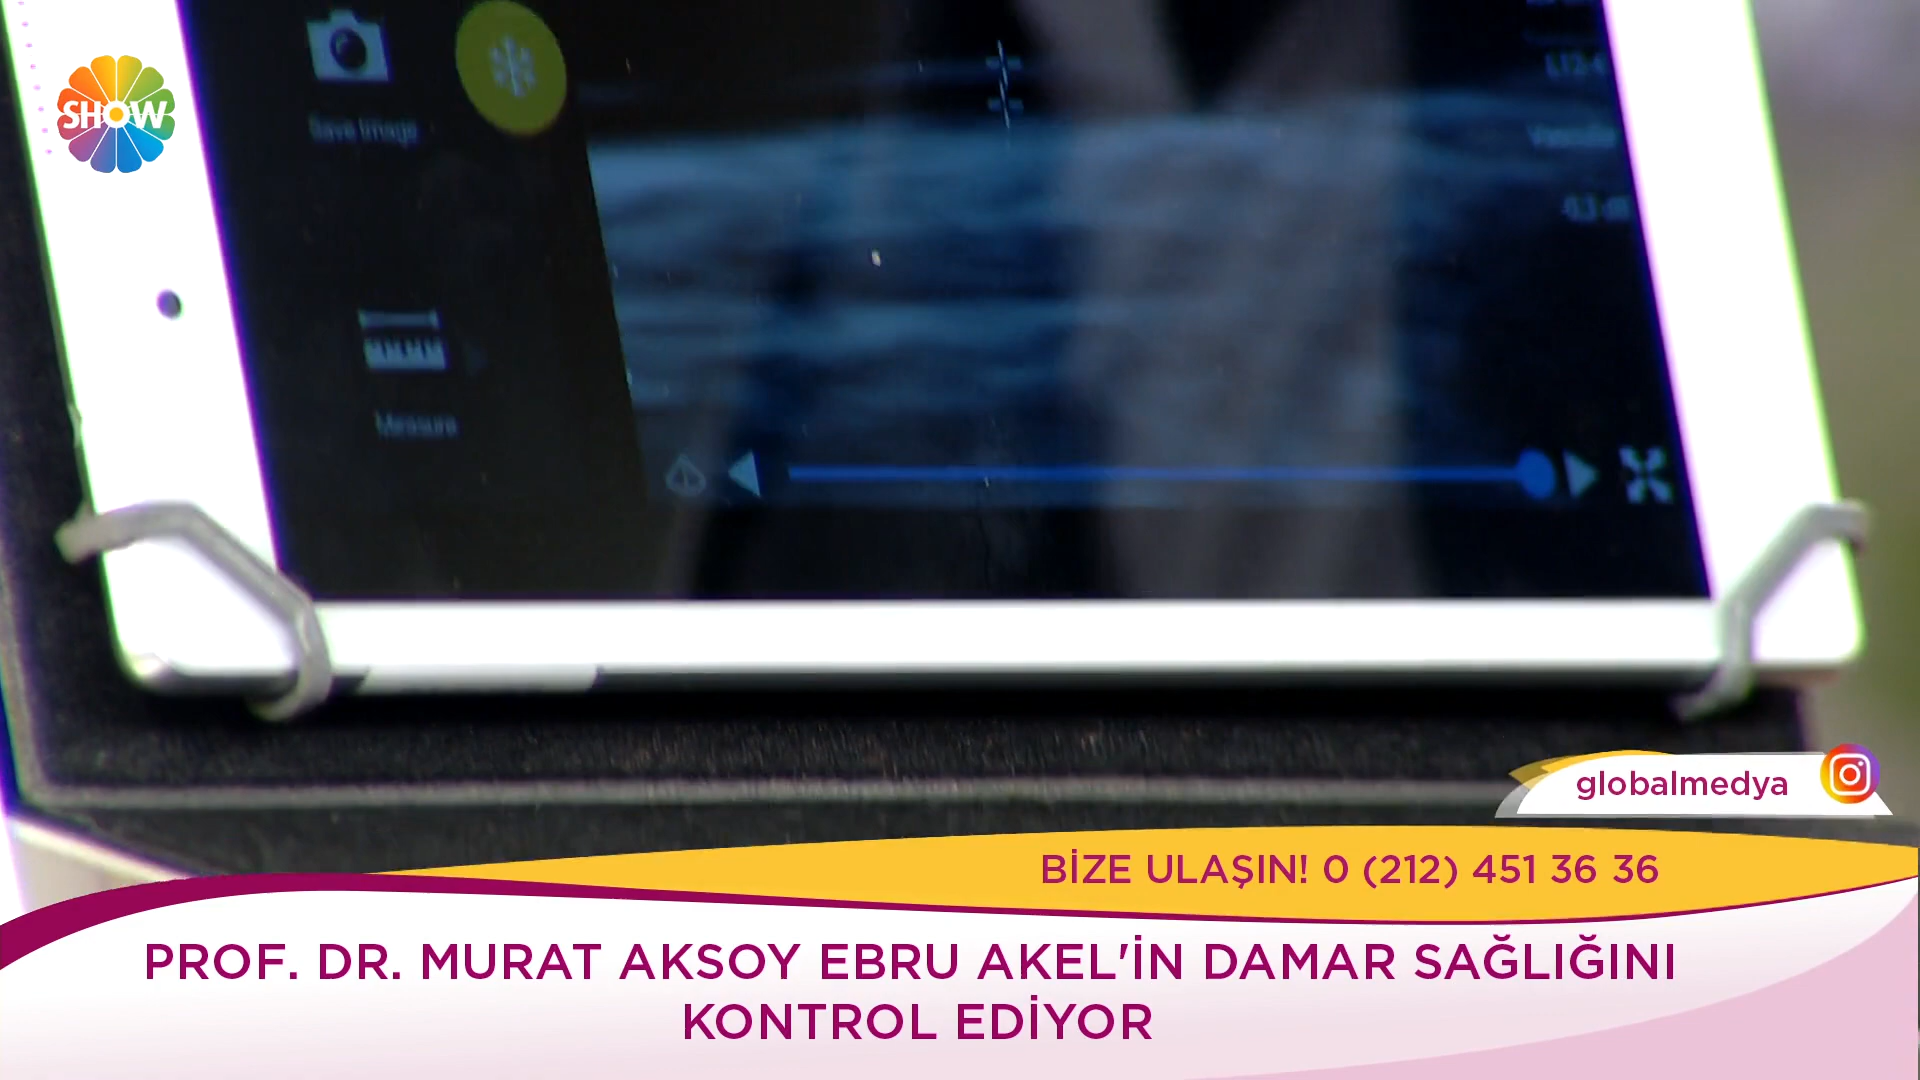 SHOW
Save Image
Measure
globalmedya
BİZE ULAŞIN! 0 (212) 451 36 36
PROF. DR. MURAT AKSOY EBRU AKEL'İN DAMAR SAĞLIĞINI
KONTROL EDİYOR